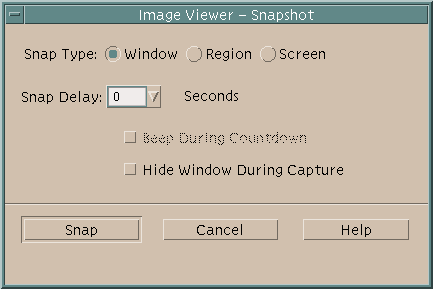 Image Viewer – Snapshot
Snap Type: Window Region Screen
Snap Delay: 0 Seconds
Beep During Countdown
Hide Window During Capture
Snap Cancel Help